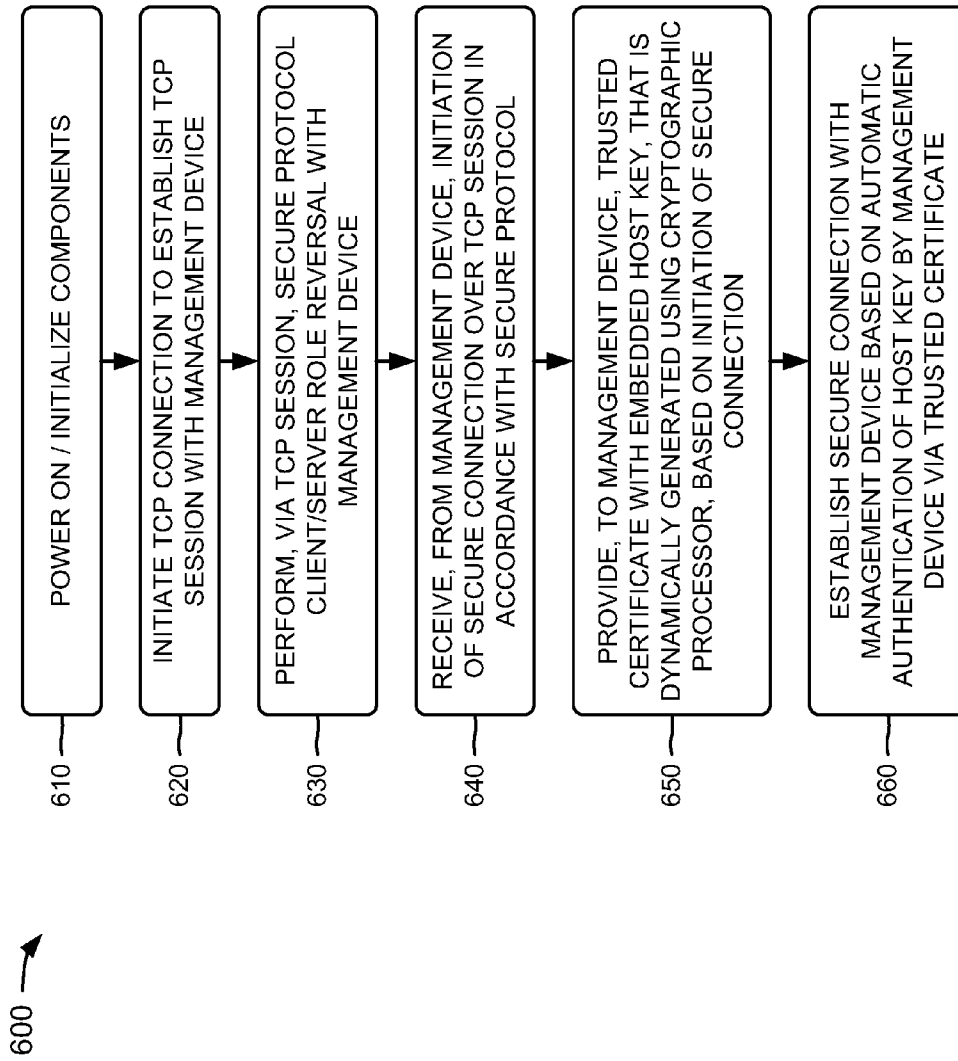 600
610
POWER ON / INITIALIZE COMPONENTS
620
INITIATE TCP CONNECTION TO ESTABLISH TCP
SESSION WITH MANAGEMENT DEVICE
630
PERFORM, VIA TCP SESSION, SECURE PROTOCOL
CLIENT/SERVER ROLE REVERSAL WITH
MANAGEMENT DEVICE
640
RECEIVE, FROM MANAGEMENT DEVICE, INITIATION
OF SECURE CONNECTION OVER TCP SESSION IN
ACCORDANCE WITH SECURE PROTOCOL
650
PROVIDE, TO MANAGEMENT DEVICE, TRUSTED
CERTIFICATE WITH EMBEDDED HOST KEY, THAT IS
DYNAMICALLY GENERATED USING CRYPTOGRAPHIC
PROCESSOR, BASED ON INITIATION OF SECURE
CONNECTION
660
ESTABLISH SECURE CONNECTION WITH
MANAGEMENT DEVICE BASED ON AUTOMATIC
AUTHENTICATION OF HOST KEY BY MANAGEMENT
DEVICE VIA TRUSTED CERTIFICATE